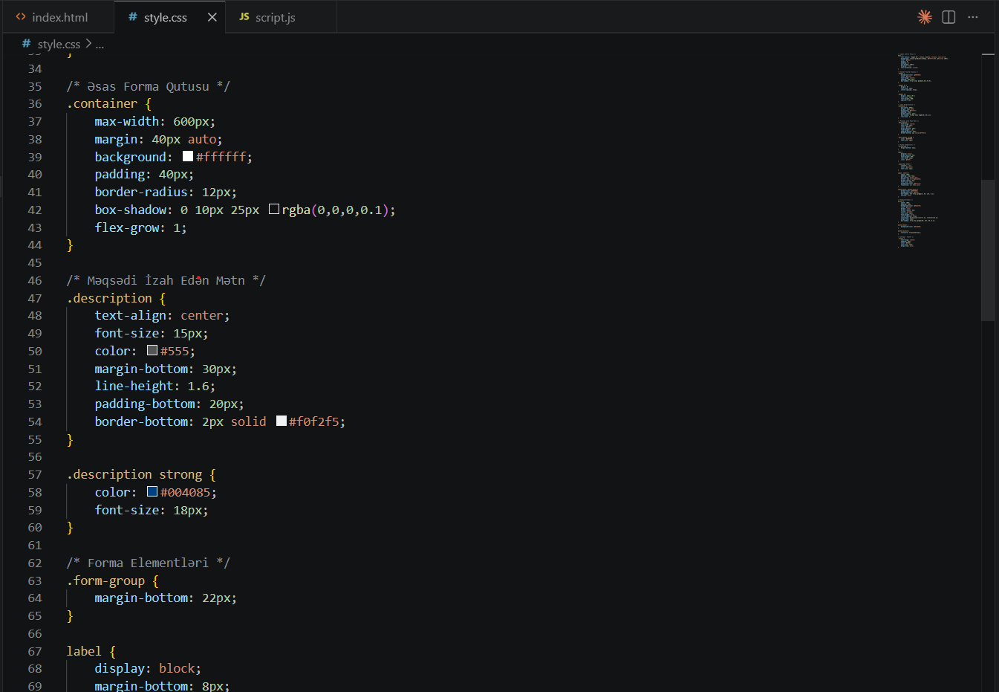 index.html
style.css
JS script.js
style.css > ...
33 }
34
35 /* Əsas Forma Qutusu */
36 .container {
37 max-width: 600px;
38 margin: 40px auto;
39 background: #ffffff;
40 padding: 40px;
41 border-radius: 12px;
42 box-shadow: 0 10px 25px rgba(0,0,0,0.1);
43 flex-grow: 1;
44 }
45
46 /* Məqsədi İzah Edən Mətn */
47 .description {
48 text-align: center;
49 font-size: 15px;
50 color: #555;
51 margin-bottom: 30px;
52 line-height: 1.6;
53 padding-bottom: 20px;
54 border-bottom: 2px solid #f0f2f5;
55 }
56
57 .description strong {
58 color: #004085;
59 font-size: 18px;
60 }
61
62 /* Forma Elementləri */
63 .form-group {
64 margin-bottom: 22px;
65 }
66
67 label {
68 display: block;
69 margin-bottom: 8px;